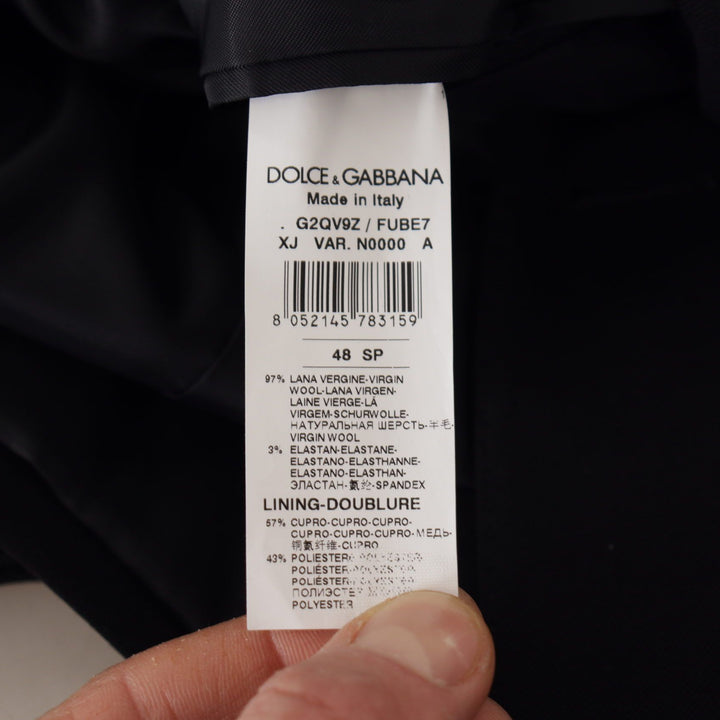 DOLCE & GABBANA
Made in Italy
. G2QV9Z / FUBE7
XJ VAR. N0000 A
8 052145 783159
48 SP
97% LANA VERGINE-VIRGIN
WOOL-LANA VIRGEN-
LAINE VIERGE-LÃ
VIRGEM-SCHURWOLLE-
НАТУРАЛЬНАЯ ШЕРСТЬ-羊毛-
VIRGIN WOOL
3% ELASTAN-ELASTANE-
ELASTANO-ELASTHANNE-
ELASTANO-ELASTHAN-
ЭЛАСТАН-氨纶-SPANDEX
LINING-DOUBLURE
57% CUPRO-CUPRO-CUPRO-
CUPRO-CUPRO-CUPRO-МЕДЬ-
铜氨纤维-CUPRO
43% POLIESTERE-POLYESTER-
POLIÉSTER-POLYESTER-
POLIÉSTER-POLYESTER
ПОЛИЭСТЕР
POLYESTER